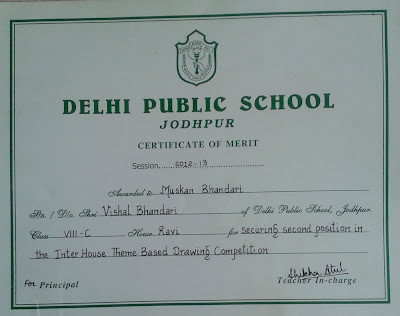 DELHI PUBLIC SCHOOL
JODHPUR
CERTIFICATE OF MERIT
Session......2012-13......................
Awarded to Muskan Bhandari
S/o. / D/o. Shri Vishal Bhandari of Delhi Public School, Jodhpur.
Class VIII-C House Ravi for securing second position in
the Inter House Theme Based Drawing Competition
Shikha Atul
For Principal Teacher In-charge